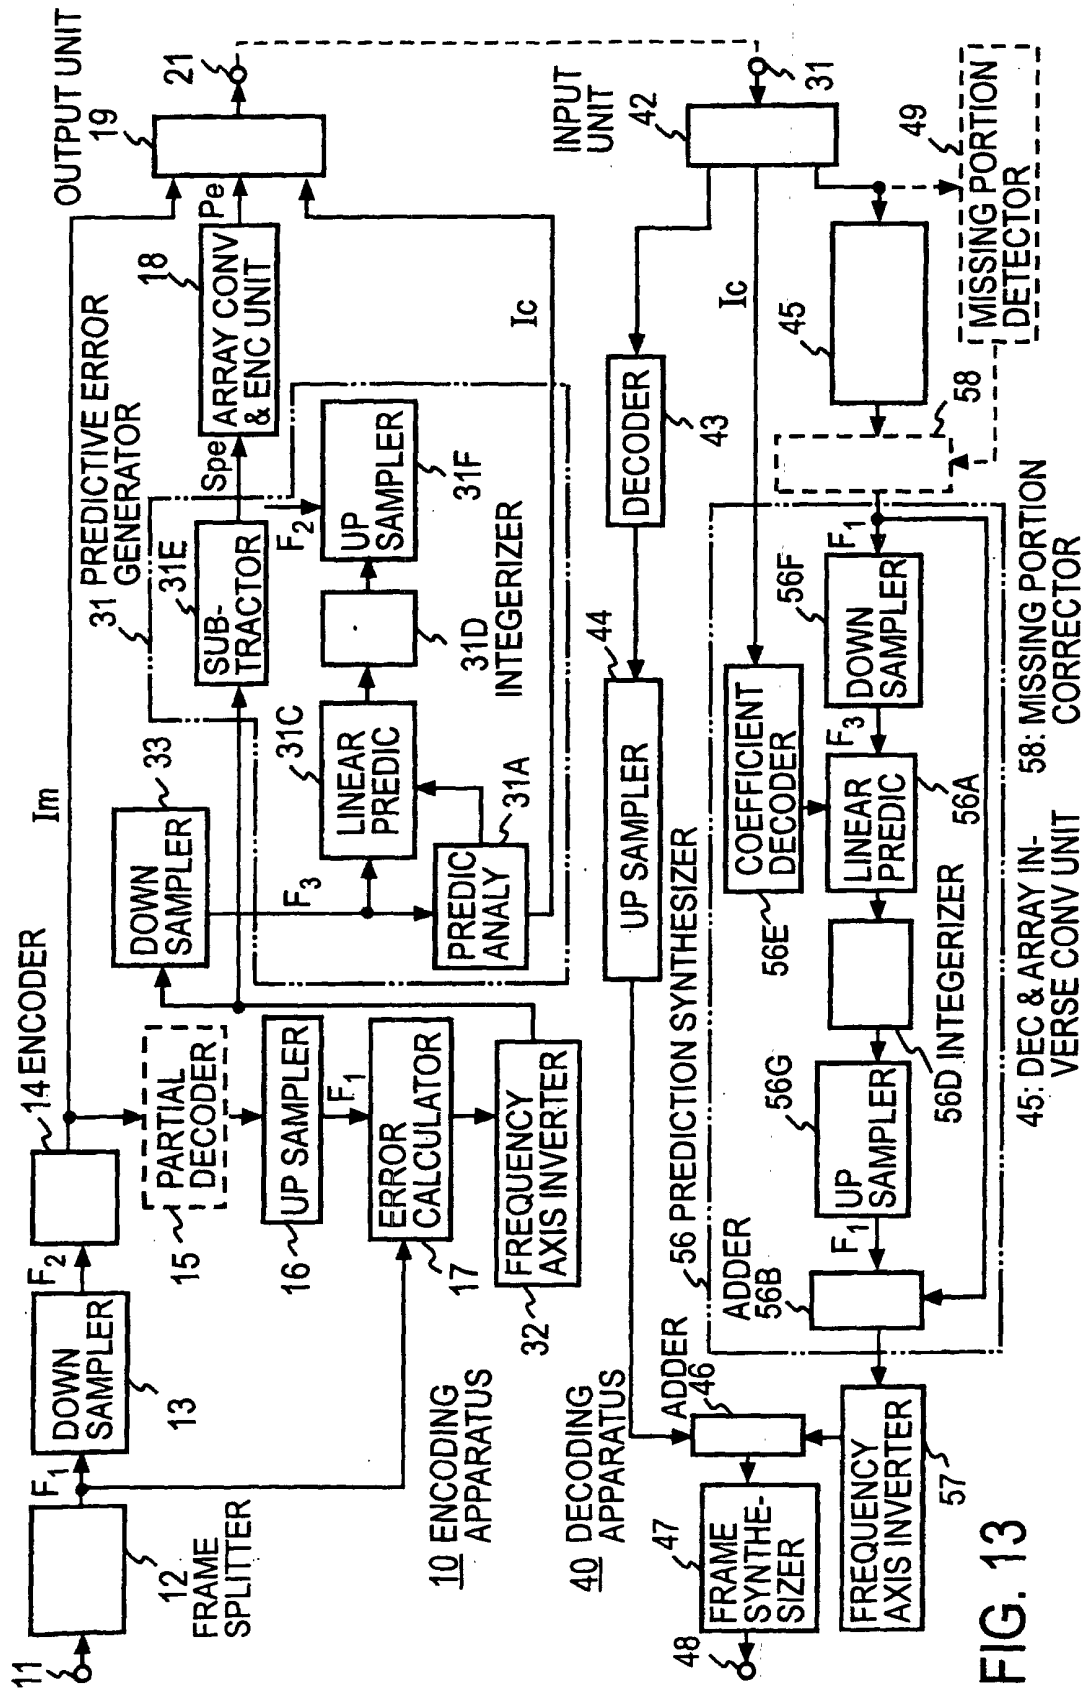 11
12
FRAME
SPLITTER
F1
DOWN
SAMPLER
13
F2
14 ENCODER
Im
PARTIAL
DECODER
15
UP SAMPLER
16
F1
ERROR
CALCULATOR
17
FREQUENCY
AXIS INVERTER
32
DOWN
SAMPLER
33
31 PREDICTIVE ERROR
GENERATOR
31E
SUB-
TRACTOR
Spe
18
ARRAY CONV
& ENC UNIT
Pe
OUTPUT UNIT
19
21
F3
LINEAR
PREDIC
31C
PREDIC
ANALY
31A
31D
INTEGERIZER
F2
UP
SAMPLER
31F
Ic
10 ENCODING
APPARATUS
40 DECODING
APPARATUS
INPUT
UNIT
42
31
DECODER
43
UP SAMPLER
44
Ic
45
49
MISSING PORTION
DETECTOR
58
56 PREDICTION SYNTHESIZER
COEFFICIENT
DECODER
56E
F1
DOWN
SAMPLER
56F
F3
LINEAR
PREDIC
56A
56D INTEGERIZER
UP
SAMPLER
56G
F1
ADDER
56B
ADDER
46
FRAME
SYNTHE-
SIZER
47
48
FREQUENCY
AXIS INVERTER
57
45: DEC & ARRAY IN-
VERSE CONV UNIT
58: MISSING PORTION
CORRECTOR
FIG. 13